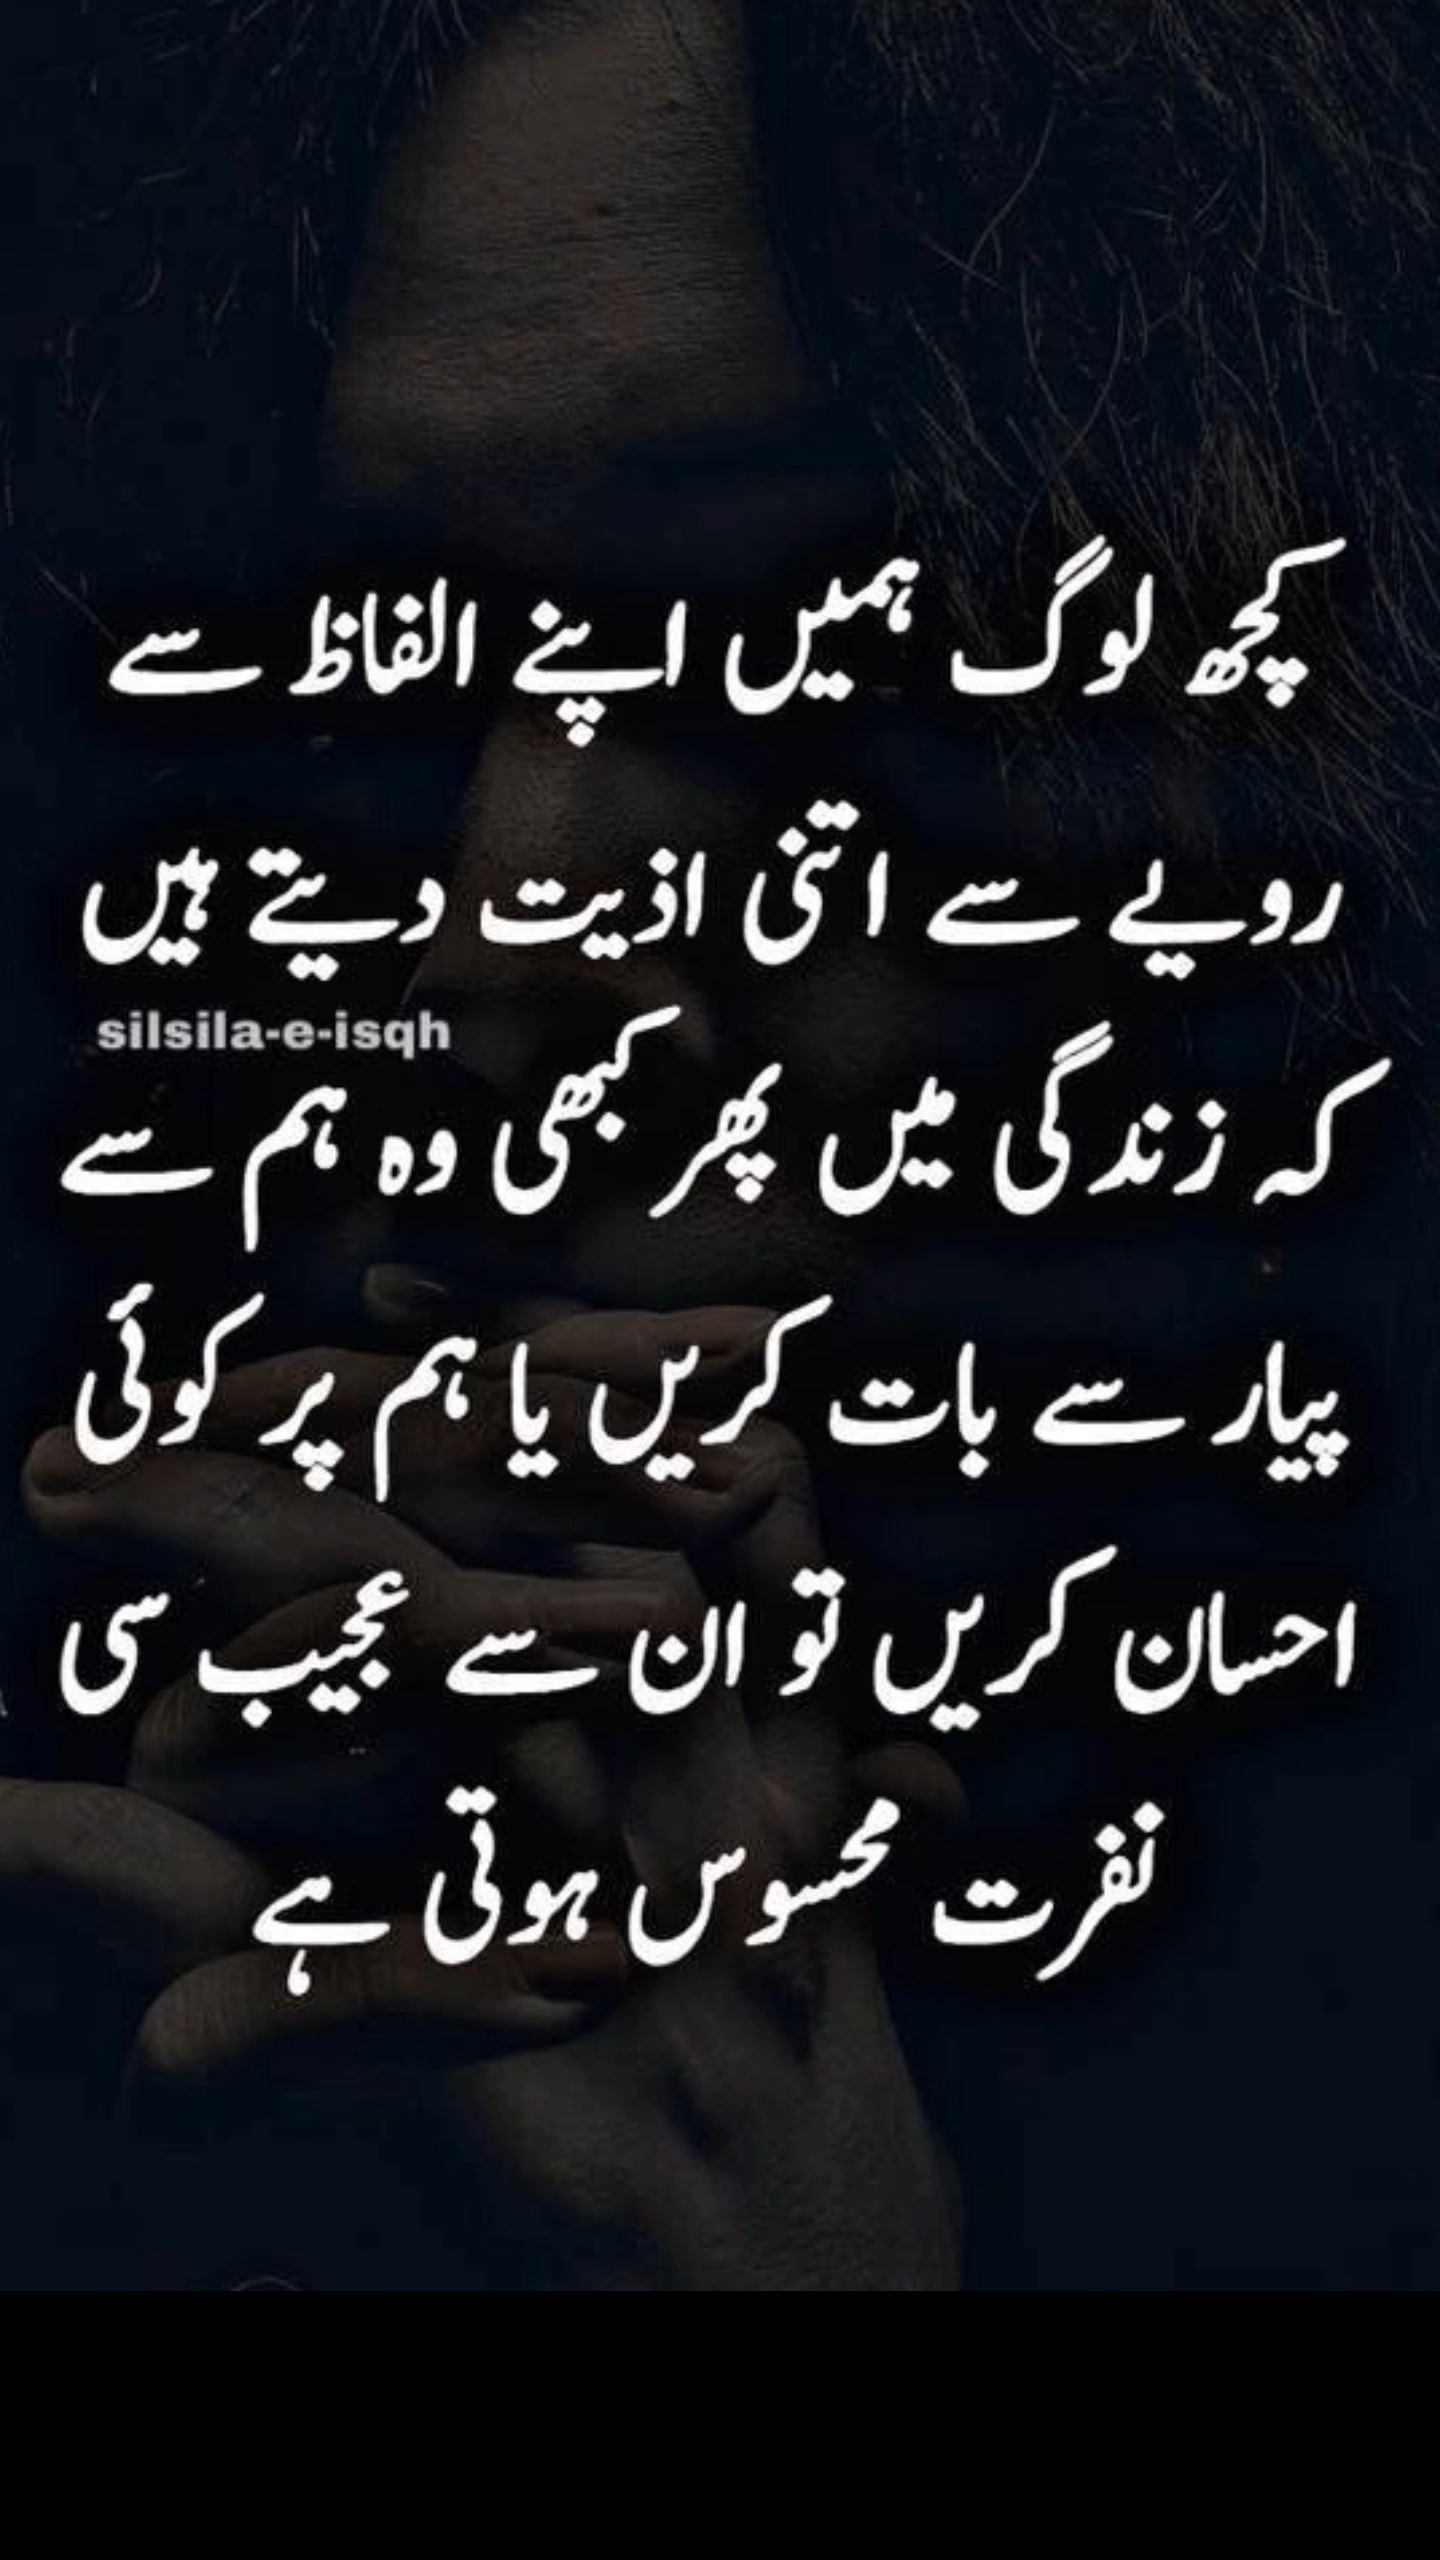 کچھ لوگ ہمیں اپنے الفاظ سے
رویے سے اتنی اذیت دیتے ہیں
silsila-e-isqh
کہ زندگی میں پھر کبھی وہ ہم سے
پیار سے بات کریں یا ہم پر کوئی
احسان کریں تو ان سے عجیب سی
نفرت محسوس ہوتی ہے